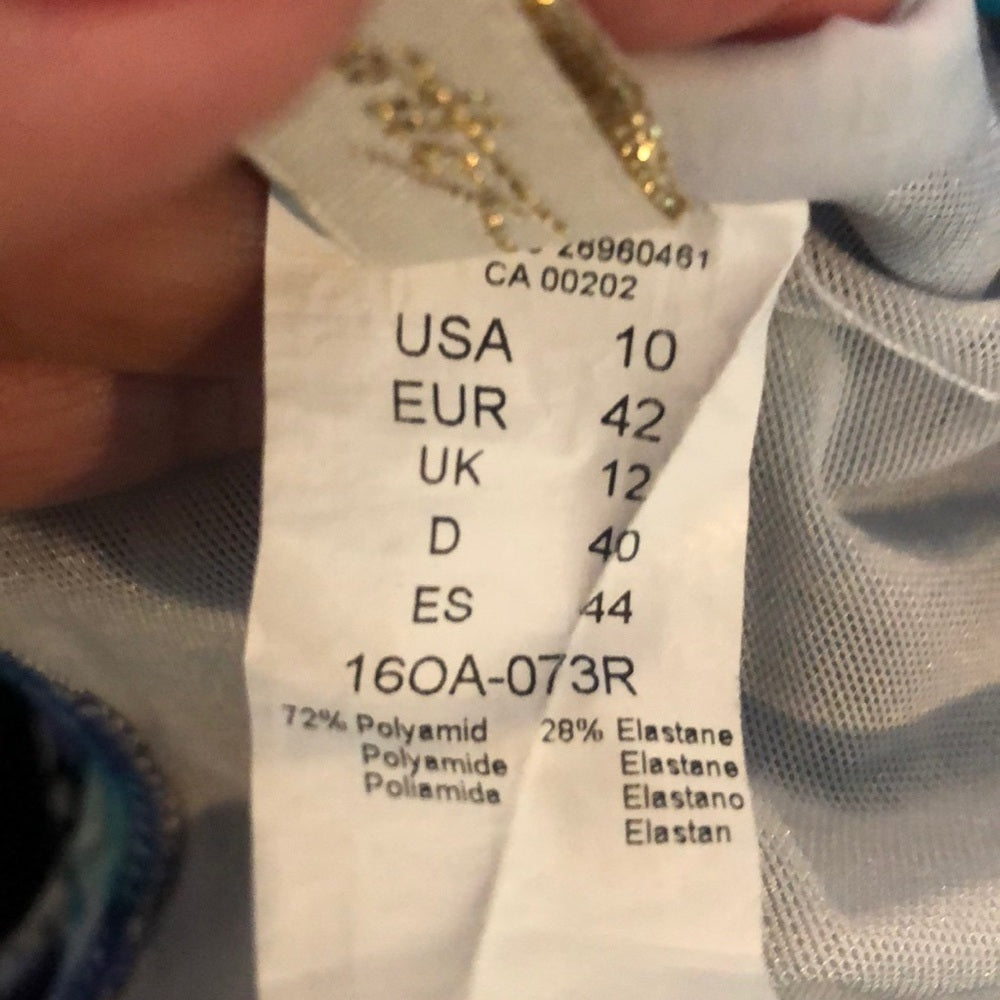 26960461
CA 00202
USA 10
EUR 42
UK 12
D 40
ES 44
16OA-073R
72% Polyamid 28% Elastane
Polyamide Elastane
Poliamida Elastano
Elastan